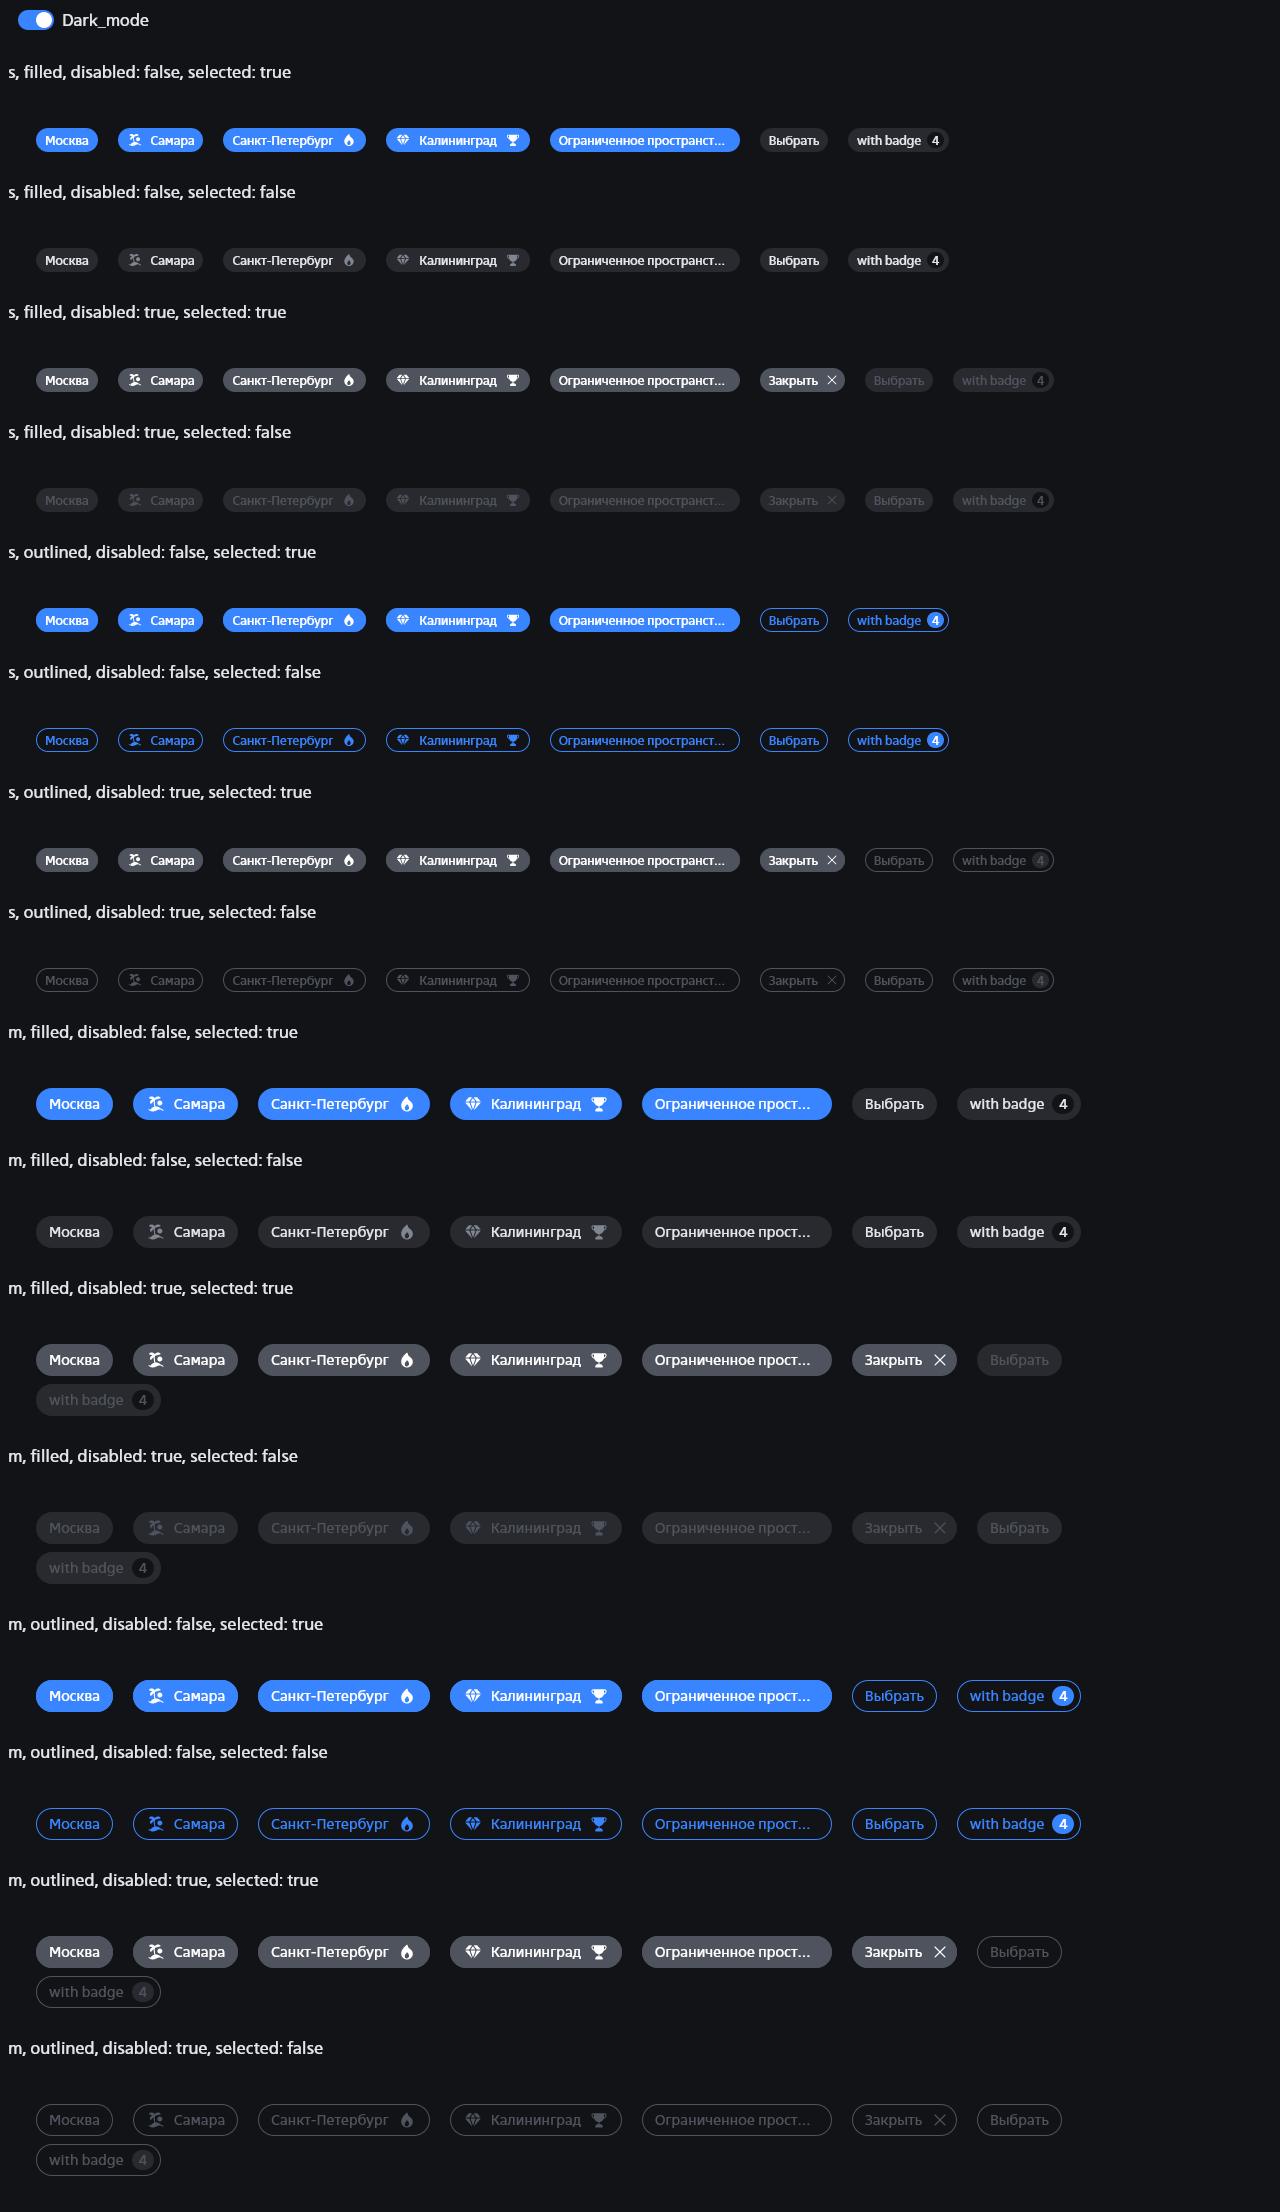 Dark_mode
s, filled, disabled: false, selected: true
Москва Самара Санкт-Петербург Калининград Ограниченное пространст... Выбрать with badge 4
s, filled, disabled: false, selected: false
Москва Самара Санкт-Петербург Калининград Ограниченное пространст... Выбрать with badge 4
s, filled, disabled: true, selected: true
Москва Самара Санкт-Петербург Калининград Ограниченное пространст... Закрыть Выбрать with badge 4
s, filled, disabled: true, selected: false
Москва Самара Санкт-Петербург Калининград Ограниченное пространст... Закрыть Выбрать with badge 4
s, outlined, disabled: false, selected: true
Москва Самара Санкт-Петербург Калининград Ограниченное пространст... Выбрать with badge 4
s, outlined, disabled: false, selected: false
Москва Самара Санкт-Петербург Калининград Ограниченное пространст... Выбрать with badge 4
s, outlined, disabled: true, selected: true
Москва Самара Санкт-Петербург Калининград Ограниченное пространст... Закрыть Выбрать with badge 4
s, outlined, disabled: true, selected: false
Москва Самара Санкт-Петербург Калининград Ограниченное пространст... Закрыть Выбрать with badge 4
m, filled, disabled: false, selected: true
Москва Самара Санкт-Петербург Калининград Ограниченное прост... Выбрать with badge 4
m, filled, disabled: false, selected: false
Москва Самара Санкт-Петербург Калининград Ограниченное прост... Выбрать with badge 4
m, filled, disabled: true, selected: true
Москва Самара Санкт-Петербург Калининград Ограниченное прост... Закрыть Выбрать
with badge 4
m, filled, disabled: true, selected: false
Москва Самара Санкт-Петербург Калининград Ограниченное прост... Закрыть Выбрать
with badge 4
m, outlined, disabled: false, selected: true
Москва Самара Санкт-Петербург Калининград Ограниченное прост... Выбрать with badge 4
m, outlined, disabled: false, selected: false
Москва Самара Санкт-Петербург Калининград Ограниченное прост... Выбрать with badge 4
m, outlined, disabled: true, selected: true
Москва Самара Санкт-Петербург Калининград Ограниченное прост... Закрыть Выбрать
with badge 4
m, outlined, disabled: true, selected: false
Москва Самара Санкт-Петербург Калининград Ограниченное прост... Закрыть Выбрать
with badge 4